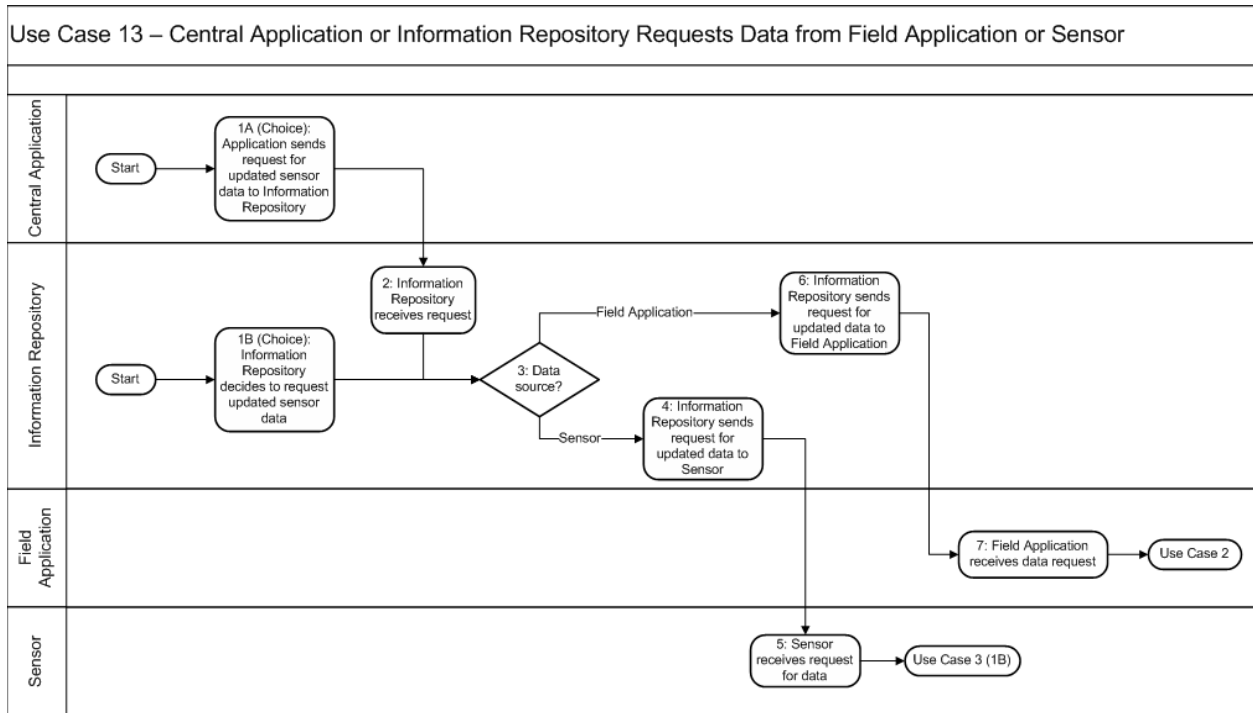 Use Case 13 – Central Application or Information Repository Requests Data from Field Application or Sensor
Central Application
Start
1A (Choice):
Application sends
request for
updated sensor
data to Information
Repository
Information Repository
2: Information
Repository
receives request
Start
1B (Choice):
Information
Repository
decides to request
updated sensor
data
3: Data
source?
Field Application
6: Information
Repository sends
request for
updated data to
Field Application
Sensor
4: Information
Repository sends
request for
updated data to
Sensor
Field
Application
7: Field Application
receives data request
Use Case 2
Sensor
5: Sensor
receives request
for data
Use Case 3 (1B)